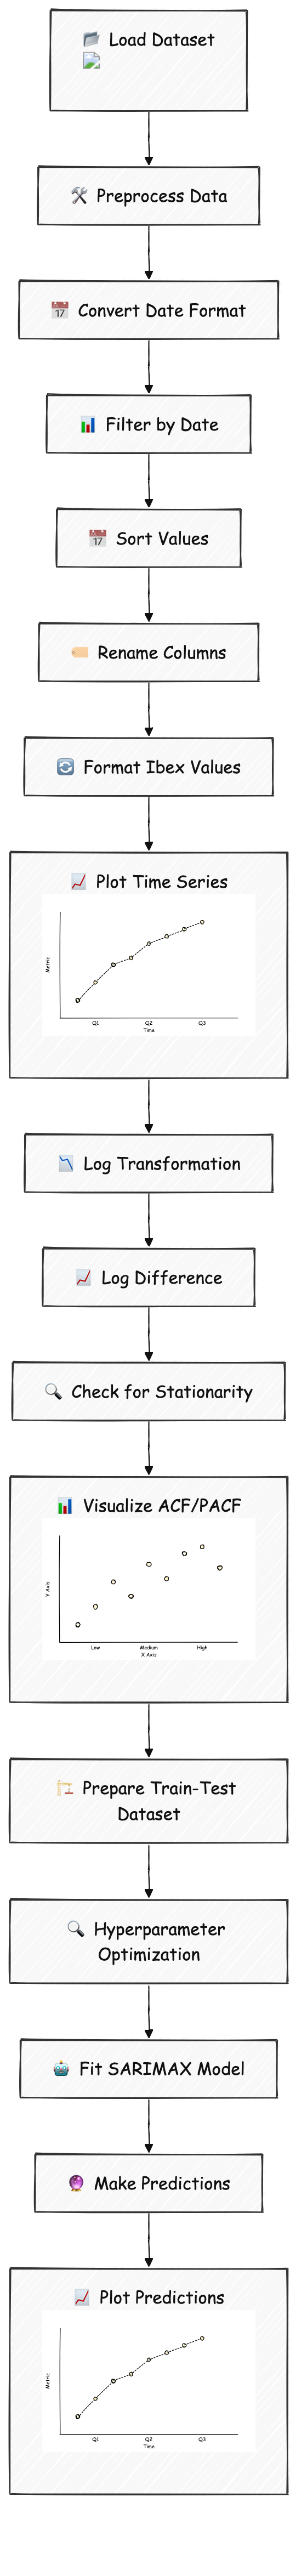 Load Dataset
Preprocess Data
17 Convert Date Format
Filter by Date
17 Sort Values
Rename Columns
Format Ibex Values
Plot Time Series
Metric
Q1 Q2 Q3
Time
Log Transformation
Log Difference
Check for Stationarity
Visualize ACF/PACF
Y Axis
Low Medium High
X Axis
Prepare Train-Test
Dataset
Hyperparameter
Optimization
Fit SARIMAX Model
Make Predictions
Plot Predictions
Metric
Q1 Q2 Q3
Time